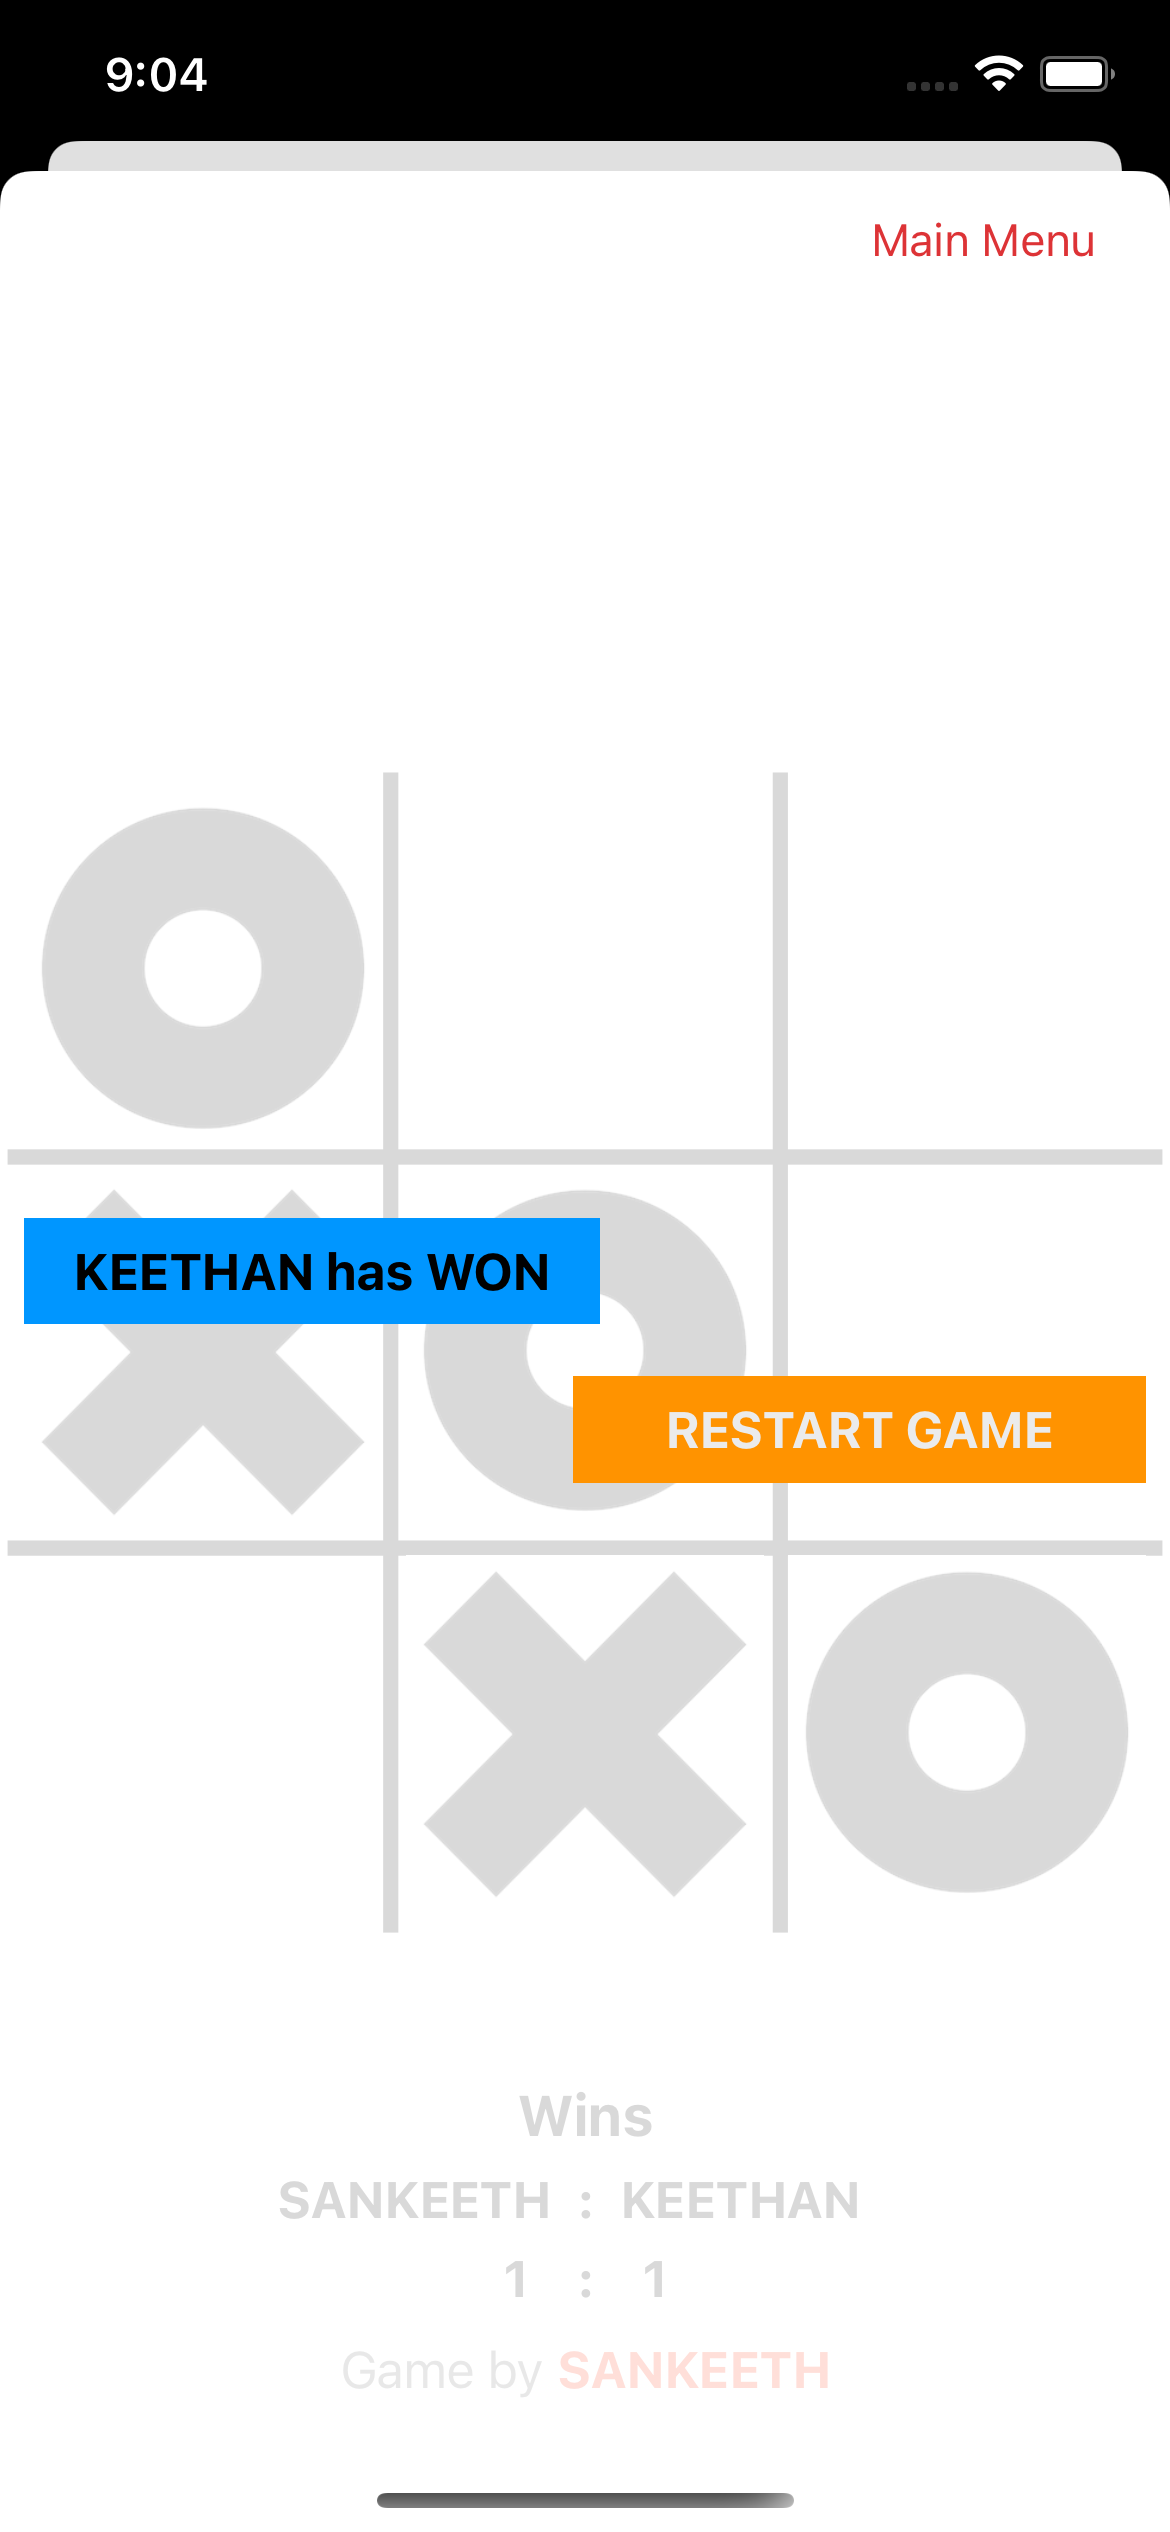 9:04
Main Menu
KEETHAN has WON
RESTART GAME
Wins
SANKEETH : KEETHAN
1 : 1
Game by SANKEETH